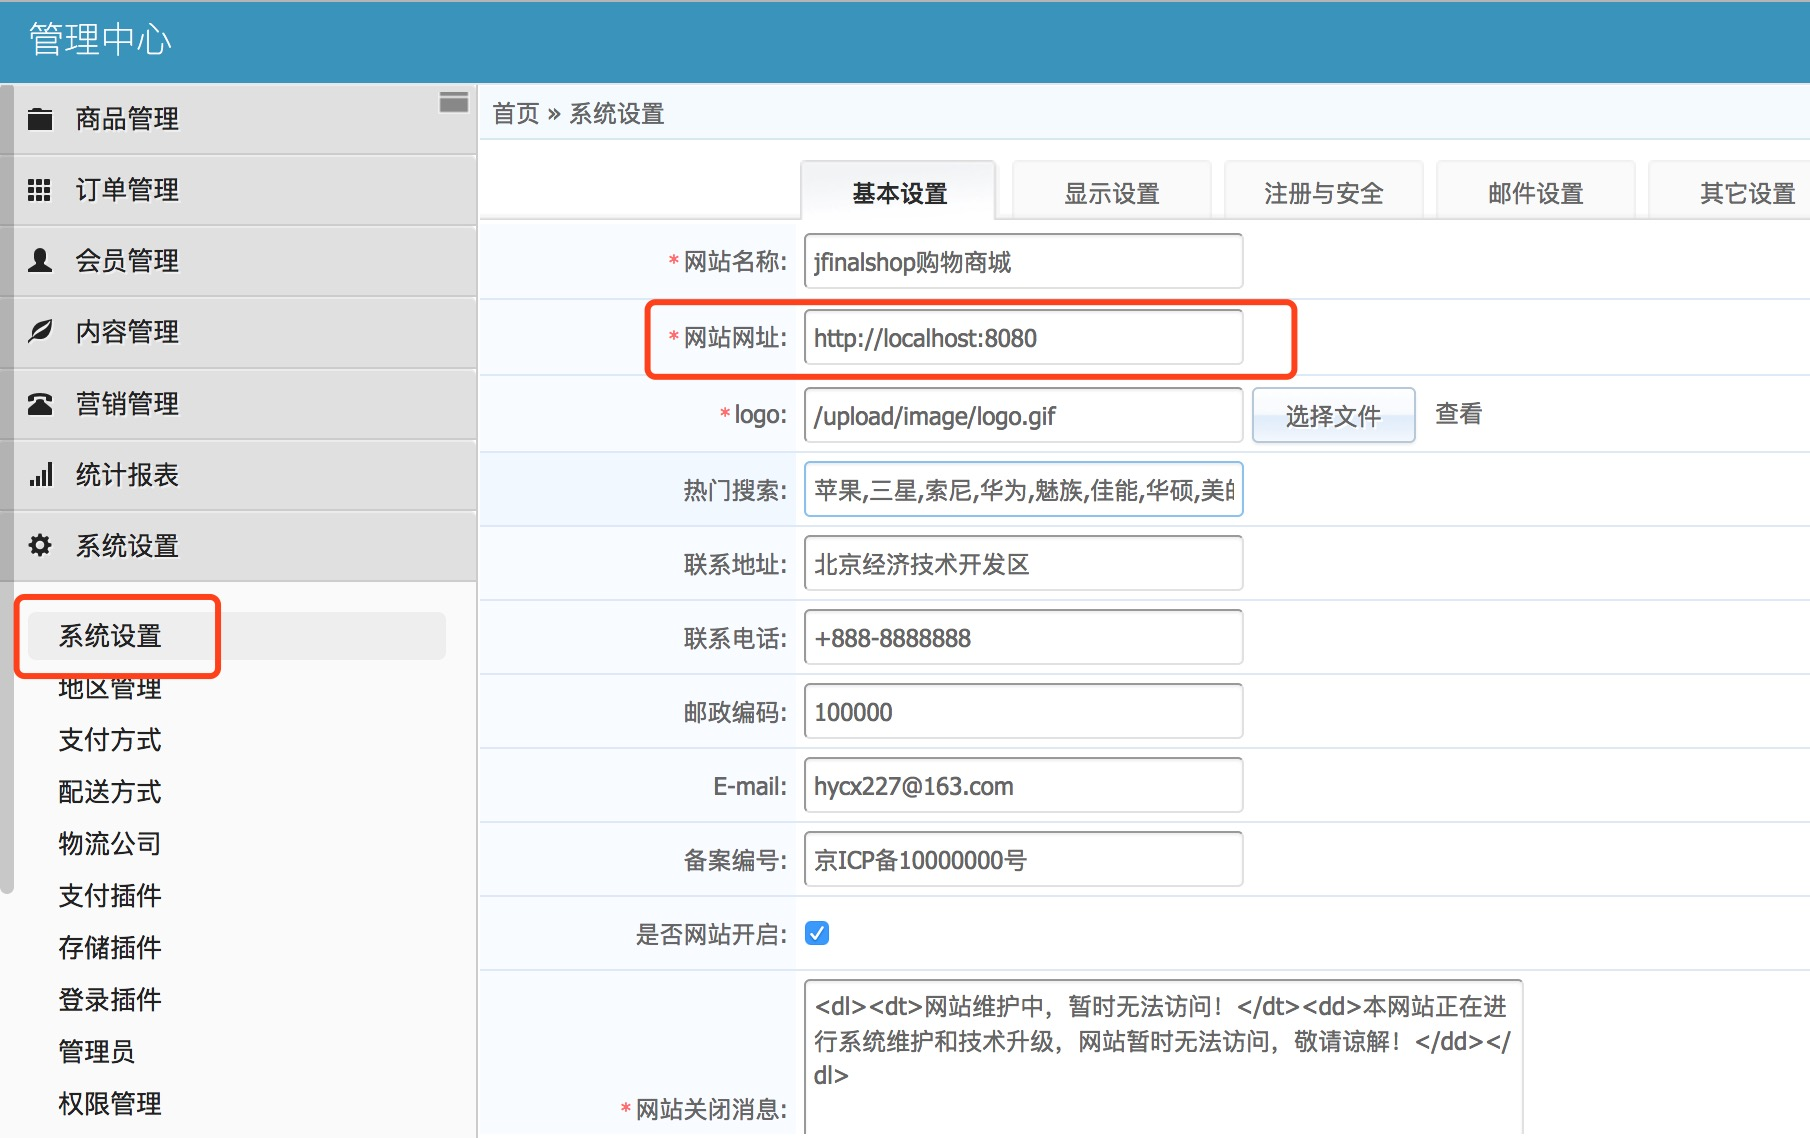 管理中心
商品管理
订单管理
会员管理
内容管理
营销管理
统计报表
系统设置
系统设置
地区管理
支付方式
配送方式
物流公司
支付插件
存储插件
登录插件
管理员
权限管理
首页 » 系统设置
基本设置 显示设置 注册与安全 邮件设置 其它设置
*网站名称: jfinalshop购物商城
*网站网址: http://localhost:8080
*logo: /upload/image/logo.gif 选择文件 查看
热门搜索: 苹果,三星,索尼,华为,魅族,佳能,华硕,美的
联系地址: 北京经济技术开发区
联系电话: +888-8888888
邮政编码: 100000
E-mail: hycx227@163.com
备案编号: 京ICP备10000000号
是否网站开启:
*网站关闭消息:
<dl><dt>网站维护中，暂时无法访问！</dt><dd>本网站正在进
行系统维护和技术升级，网站暂时无法访问，敬请谅解！</dd></
dl>